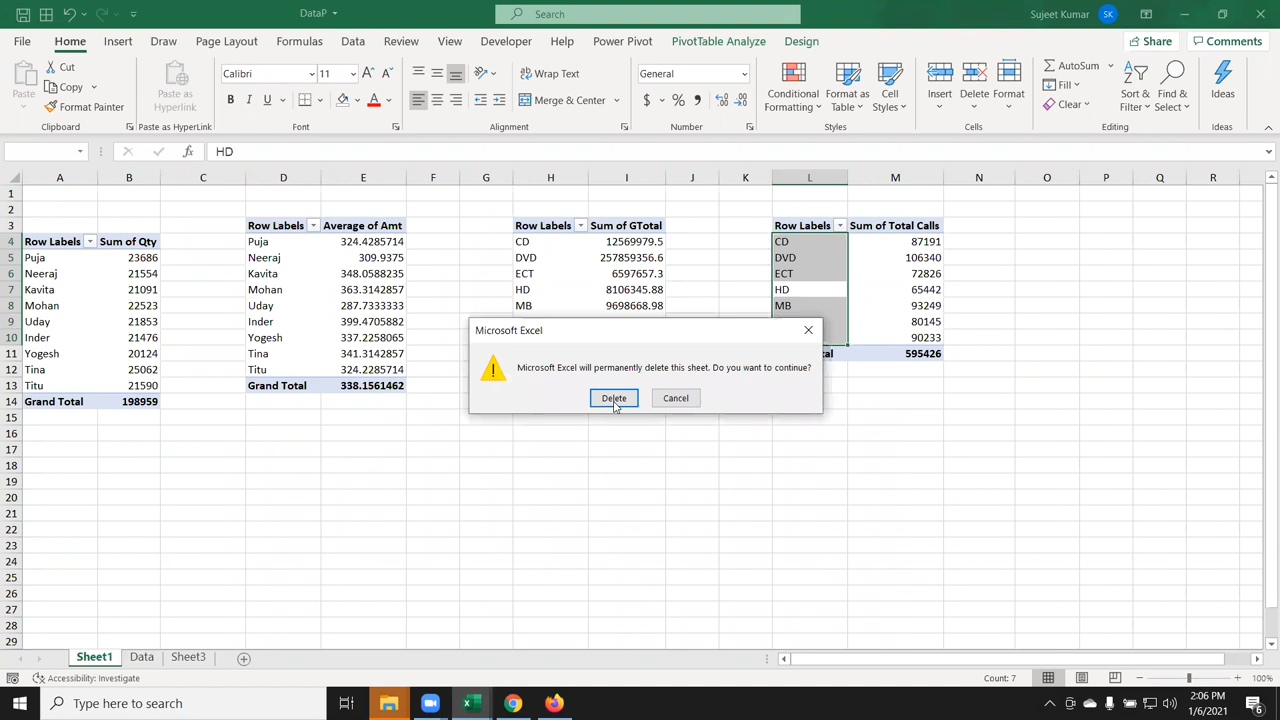 DataP
Search
Sujeet Kumar SK
File Home Insert Draw Page Layout Formulas Data Review View Developer Help Power Pivot PivotTable Analyze Design Share Comments
Paste Cut Copy Format Painter
Clipboard
Paste as Hyperlink
Paste as HyperLink
Calibri 11 A A
B I U A
Font
Wrap Text
Merge & Center
Alignment
General
$ % ,
Number
Conditional Formatting Format as Table Cell Styles
Styles
Insert Delete Format
Cells
AutoSum Fill Clear Sort & Filter Find & Select
Editing
Ideas
Ideas
fx HD
A B C D E F G H I J K L M N O P Q R
1
2
3 Row Labels Average of Amt Row Labels Sum of GTotal Row Labels Sum of Total Calls
4 Row Labels Sum of Qty Puja 324.4285714 CD 12569979.5 CD 87191
5 Puja 23686 Neeraj 309.9375 DVD 257859356.6 DVD 106340
6 Neeraj 21554 Kavita 348.0588235 ECT 6597657.3 ECT 72826
7 Kavita 21091 Mohan 363.3142857 HD 8106345.88 HD 65442
8 Mohan 22523 Uday 287.7333333 MB 9698668.98 MB 93249
9 Uday 21853 Inder 399.4705882 80145
10 Inder 21476 Yogesh 337.2258065 90233
11 Yogesh 20124 Tina 341.3142857 595426
12 Tina 25062 Titu 324.2285714
13 Titu 21590 Grand Total 338.1561462
14 Grand Total 198959
15
16
17
18
19
20
21
22
23
24
25
26
27
28
29
Microsoft Excel
Microsoft Excel will permanently delete this sheet. Do you want to continue?
Delete Cancel
Sheet1 Data Sheet3
Accessibility: Investigate Count: 7 100%
Type here to search
2:06 PM
1/6/2021
6